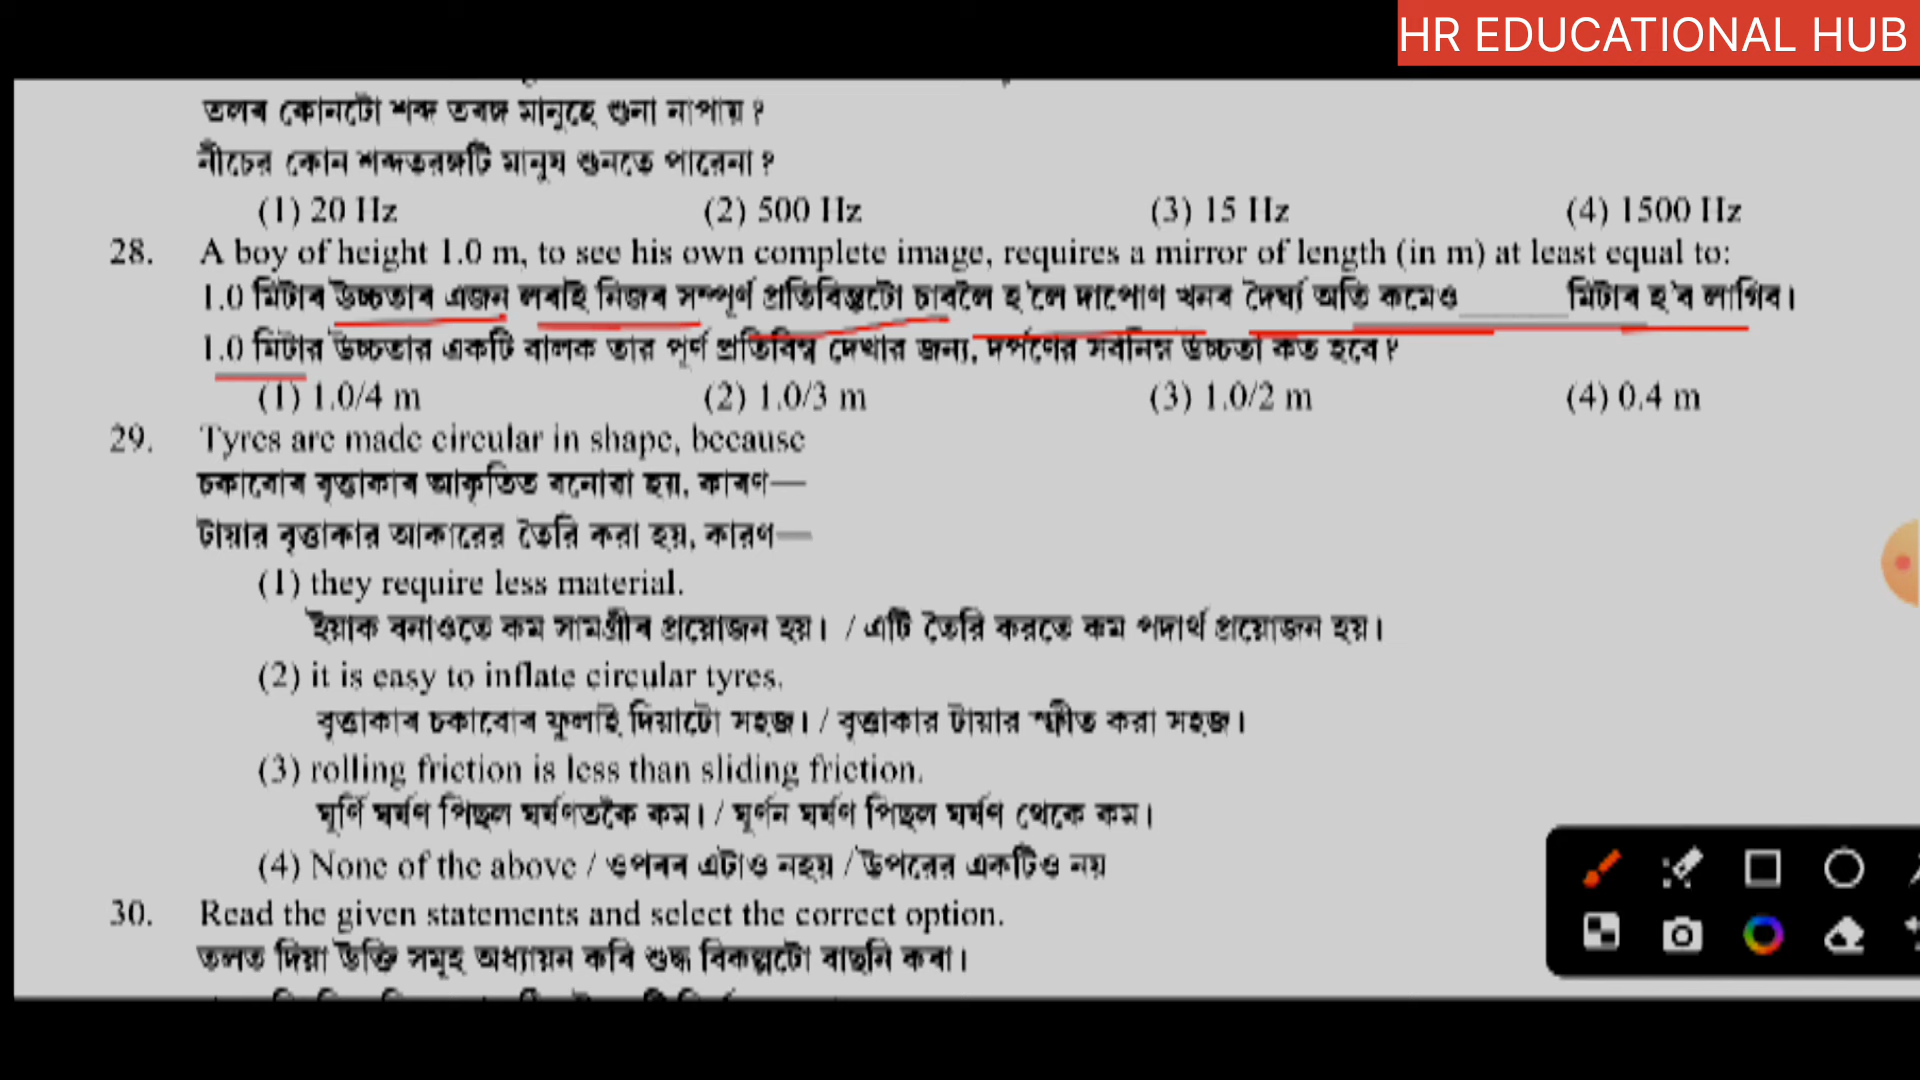 HR EDUCATIONAL HUB
তলৰ কোনটো শব্দ তৰঙ্গ মানুহে শুনা নাপায় ?
নীচের কোন শব্দতরঙ্গটি মানুষ শুনতে পারেনা ?
(1) 20 Hz (2) 500 Hz (3) 15 Hz (4) 1500 Hz
28. A boy of height 1.0 m, to see his own complete image, requires a mirror of length (in m) at least equal to:
1.0 মিটাৰ উচ্চতাৰ এজন লৰাই নিজৰ সম্পূৰ্ণ প্ৰতিবিম্বটো চাবলৈ হ'লে দাপোণ খনৰ দৈৰ্ঘ্য অতি কমেও ______ মিটাৰ হ'ব লাগিব।
1.0 মিটার উচ্চতার একটি বালক তার পূর্ণ প্রতিবিম্ব দেখার জন্য, দর্পণের সর্বনিম্ন উচ্চতা কত হবে ?
(1) 1.0/4 m (2) 1.0/3 m (3) 1.0/2 m (4) 0.4 m
29. Tyres are made circular in shape, because
চকাবোৰ বৃত্তাকাৰ আকৃতিত বনোৱা হয়, কাৰণ—
টায়ার বৃত্তাকার আকারের তৈরি করা হয়, কারণ—
(1) they require less material.
ইয়াক বনাওতে কম সামগ্ৰীৰ প্ৰয়োজন হয়। / এটি তৈরি করতে কম পদার্থ প্রয়োজন হয়।
(2) it is easy to inflate circular tyres.
বৃত্তাকাৰ চকাবোৰ ফুলাই দিয়াটো সহজ। / বৃত্তাকার টায়ার স্ফীত করা সহজ।
(3) rolling friction is less than sliding friction.
ঘূৰ্ণি ঘৰ্ষণ পিছল ঘৰ্ষণতকৈ কম। / ঘূর্ণন ঘর্ষণ পিছল ঘর্ষণ থেকে কম।
(4) None of the above / ওপৰৰ এটাও নহয় / উপরের একটিও নয়
30. Read the given statements and select the correct option.
তলত দিয়া উক্তি সমূহ অধ্যায়ন কৰি শুদ্ধ বিকল্পটো বাছনি কৰা।